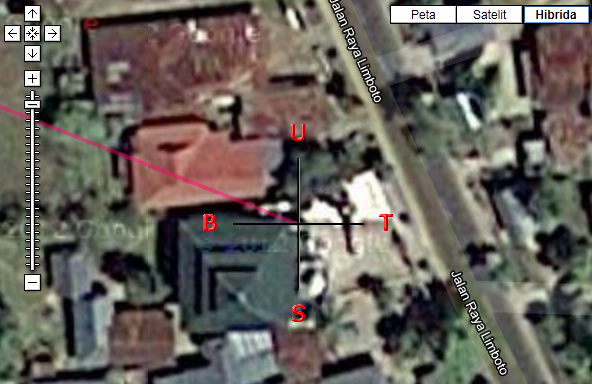 Peta Satelit Hibrida
Jalan Raya Limboto
U
B T
S
Jalan Raya Limboto